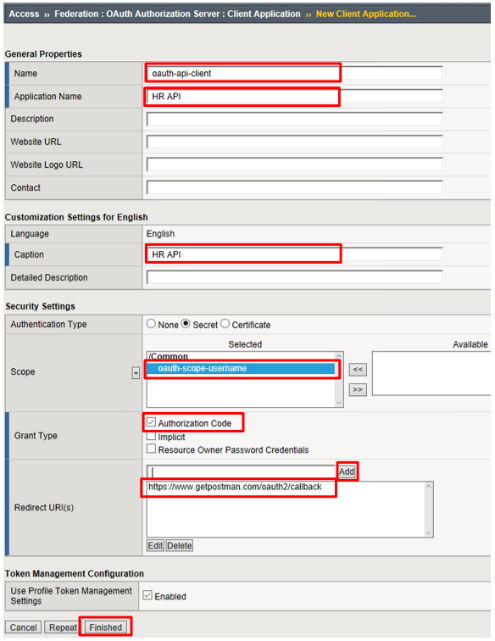 Access » Federation : OAuth Authorization Server : Client Application » New Client Application...
General Properties
Name oauth-api-client
Application Name HR API
Description
Website URL
Website Logo URL
Contact
Customization Settings for English
Language English
Caption HR API
Detailed Description
Security Settings
Authentication Type None Secret Certificate
Selected Available
/Common
oauth-scope-username
<<
Scope +
>>
Authorization Code
Grant Type Implicit
Resource Owner Password Credentials
Add
https://www.getpostman.com/oauth2/callback
Redirect URI(s)
Edit Delete
Token Management Configuration
Use Profile Token Management
Settings
Enabled
Cancel Repeat Finished